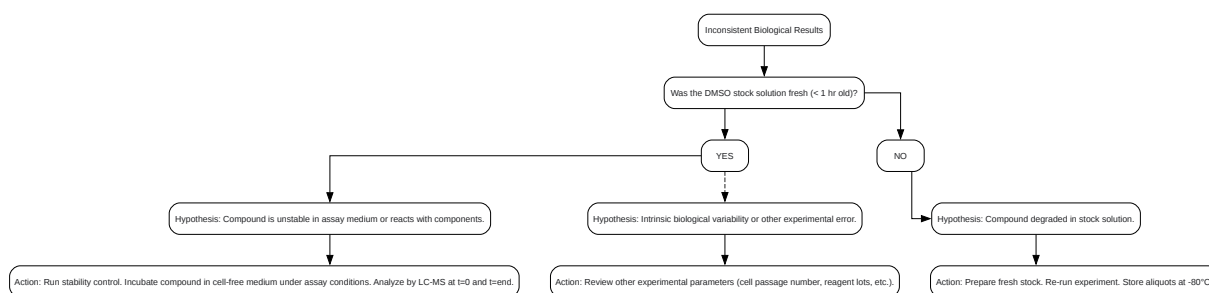 Inconsistent Biological Results
Was the DMSO stock solution fresh (< 1 hr old)?
YES
NO
Hypothesis: Compound is unstable in assay medium or reacts with components.
Hypothesis: Intrinsic biological variability or other experimental error.
Hypothesis: Compound degraded in stock solution.
Action: Run stability control. Incubate compound in cell-free medium under assay conditions. Analyze by LC-MS at t=0 and t=end.
Action: Review other experimental parameters (cell passage number, reagent lots, etc.).
Action: Prepare fresh stock. Re-run experiment. Store aliquots at -80°C